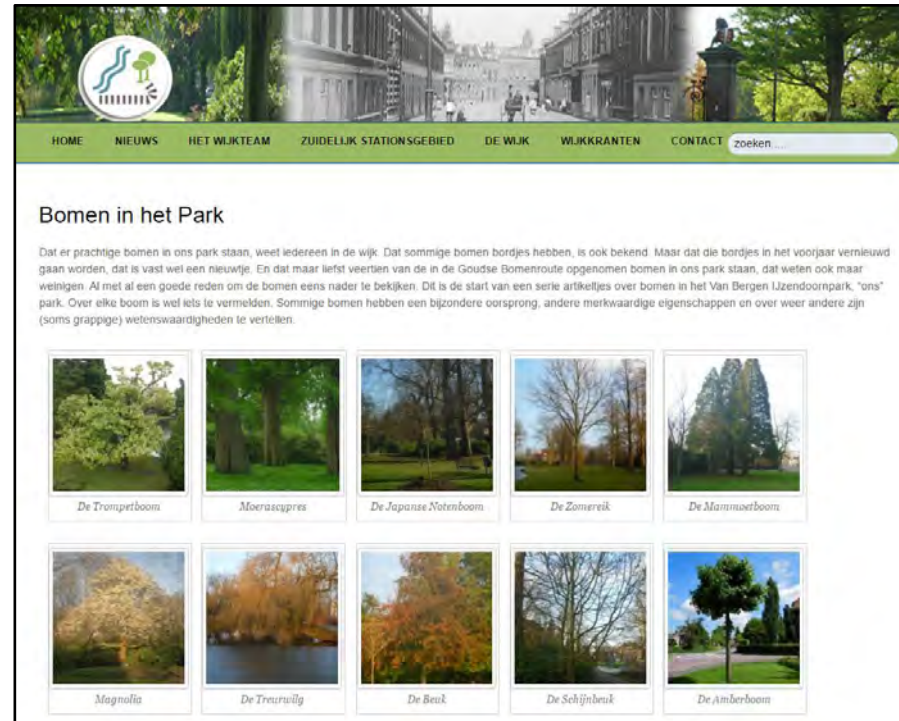 HOME NIEUWS HET WIJKTEAM ZUIDELIJK STATIONSGEBIED DE WIJK WIJKKRANTEN CONTACT zoeken ...
Bomen in het Park
Dat er prachtige bomen in ons park staan, weet iedereen in de wijk. Dat sommige bomen bordjes hebben, is ook bekend. Maar dat die bordjes in het voorjaar vernieuwd
gaan worden, dat is vast wel een nieuwtje. En dat maar liefst veertien van de in de Goudse Bomenroute opgenomen bomen in ons park staan, dat weten ook maar
weinigen. Al met al een goede reden om de bomen eens nader te bekijken. Dit is de start van een serie artikeltjes over bomen in het Van Bergen IJzendoornpark, "ons"
park. Over elke boom is wel iets te vermelden. Sommige bomen hebben een bijzondere oorsprong, andere merkwaardige eigenschappen en over weer andere zijn
(soms grappige) wetenswaardigheden te vertellen.
De Trompetboom Moerascypres De Japanse Notenboom De Zomereik De Mammoetboom
Magnolia De Treurwilg De Beuk De Schijnbeuk De Amberboom